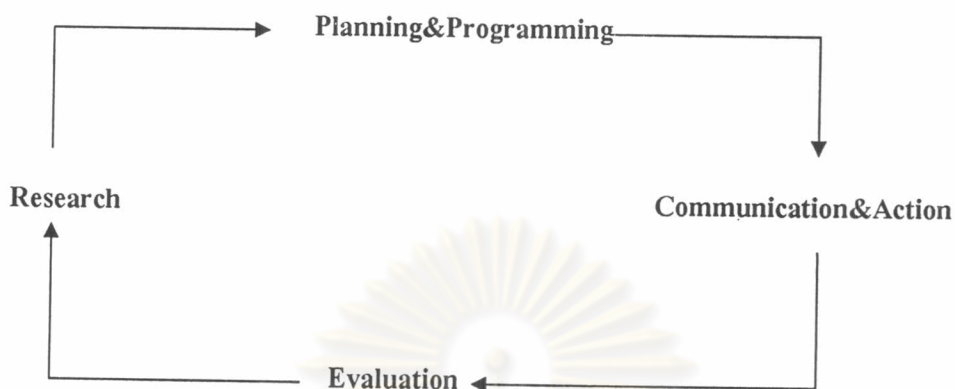 Planning&Programming
Research
Communication&Action
Evaluation